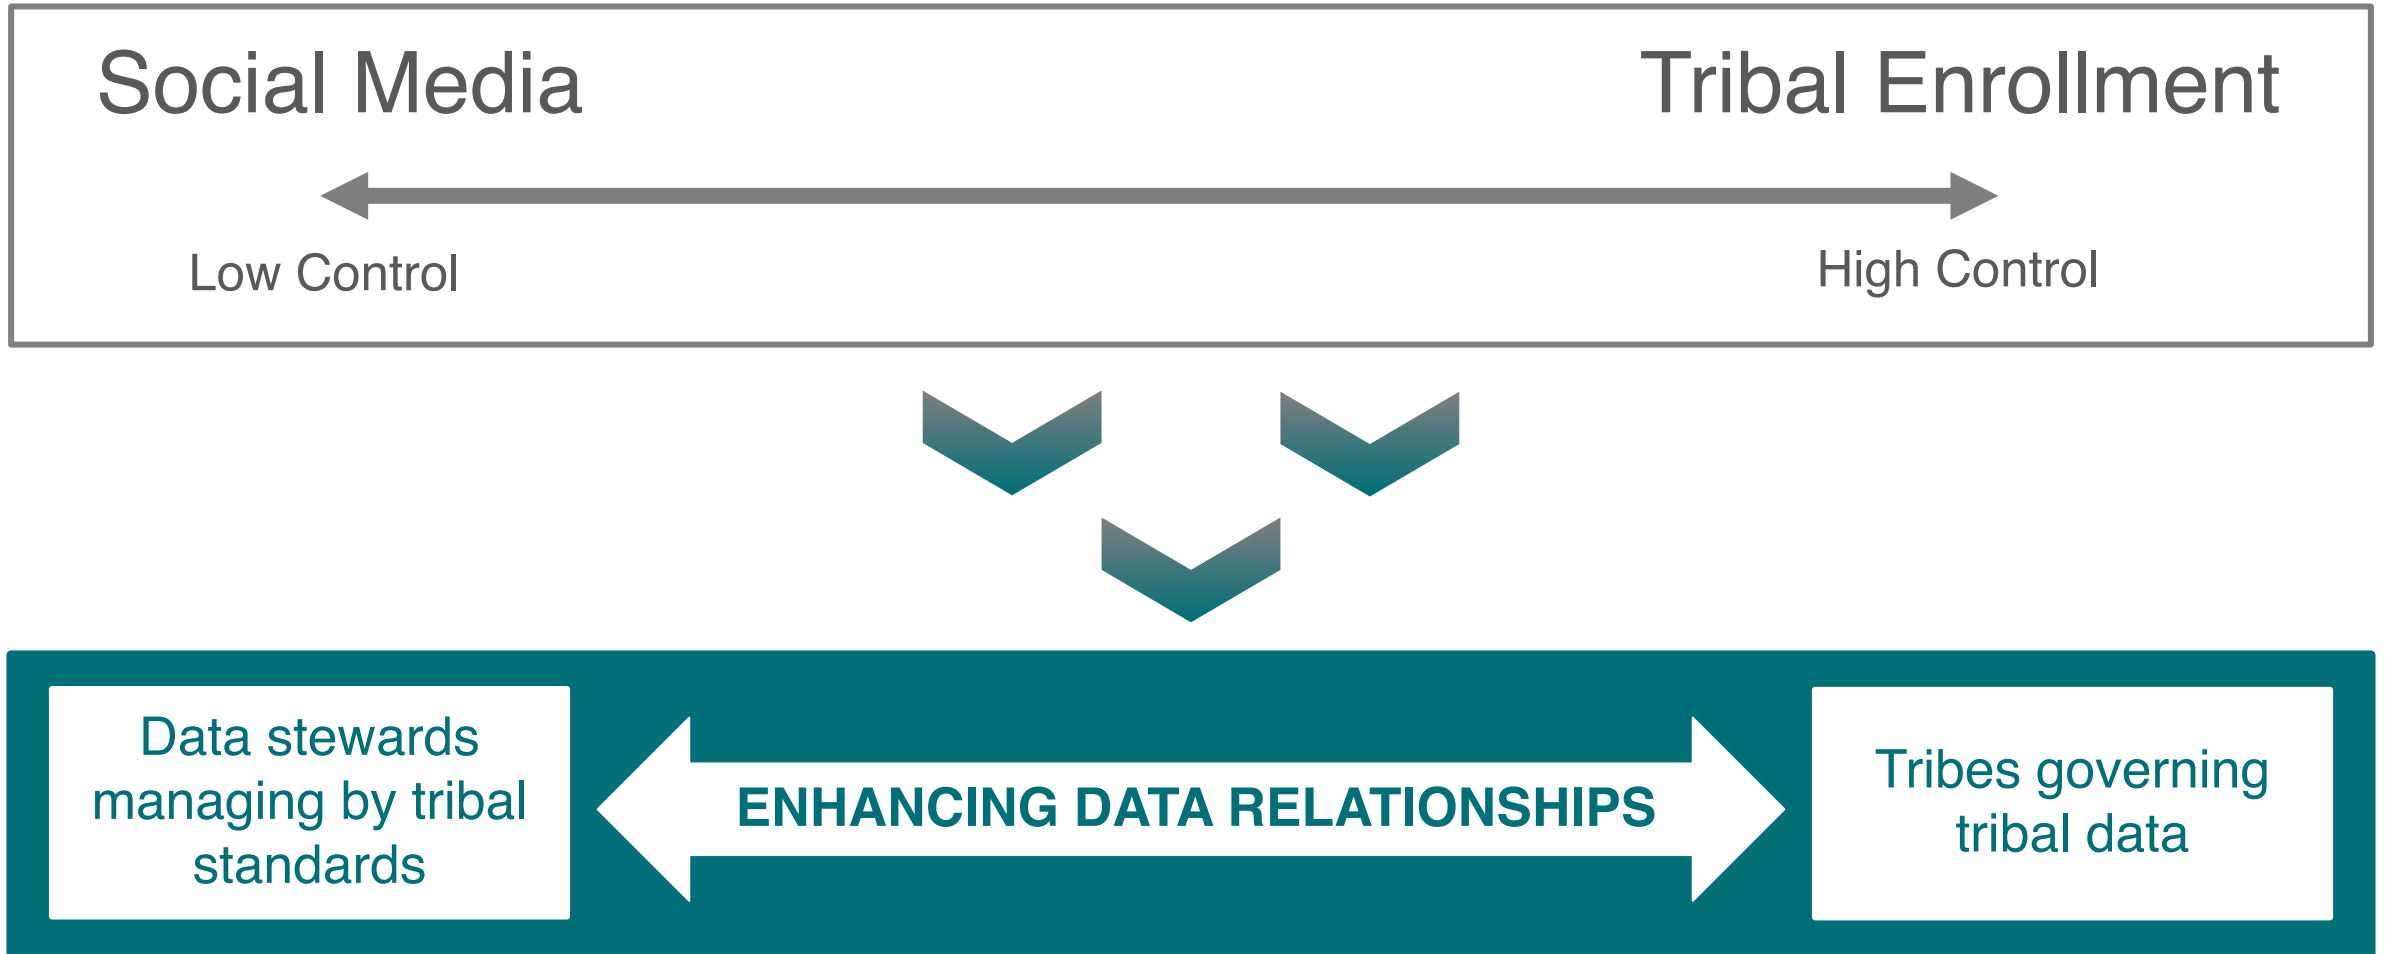 Social Media
Tribal Enrollment
Low Control
High Control
Data stewards
managing by tribal
standards
ENHANCING DATA RELATIONSHIPS
Tribes governing
tribal data